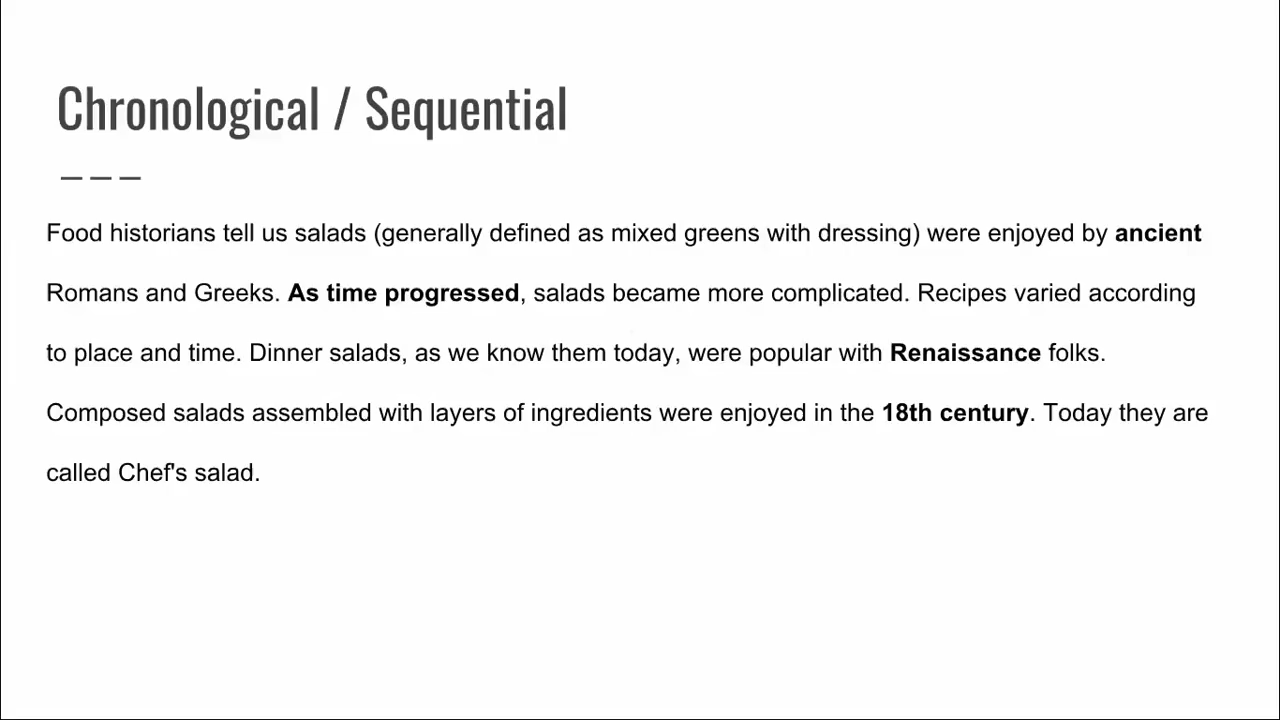 Chronological / Sequential
Food historians tell us salads (generally defined as mixed greens with dressing) were enjoyed by ancient
Romans and Greeks. As time progressed, salads became more complicated. Recipes varied according
to place and time. Dinner salads, as we know them today, were popular with Renaissance folks.
Composed salads assembled with layers of ingredients were enjoyed in the 18th century. Today they are
called Chef's salad.